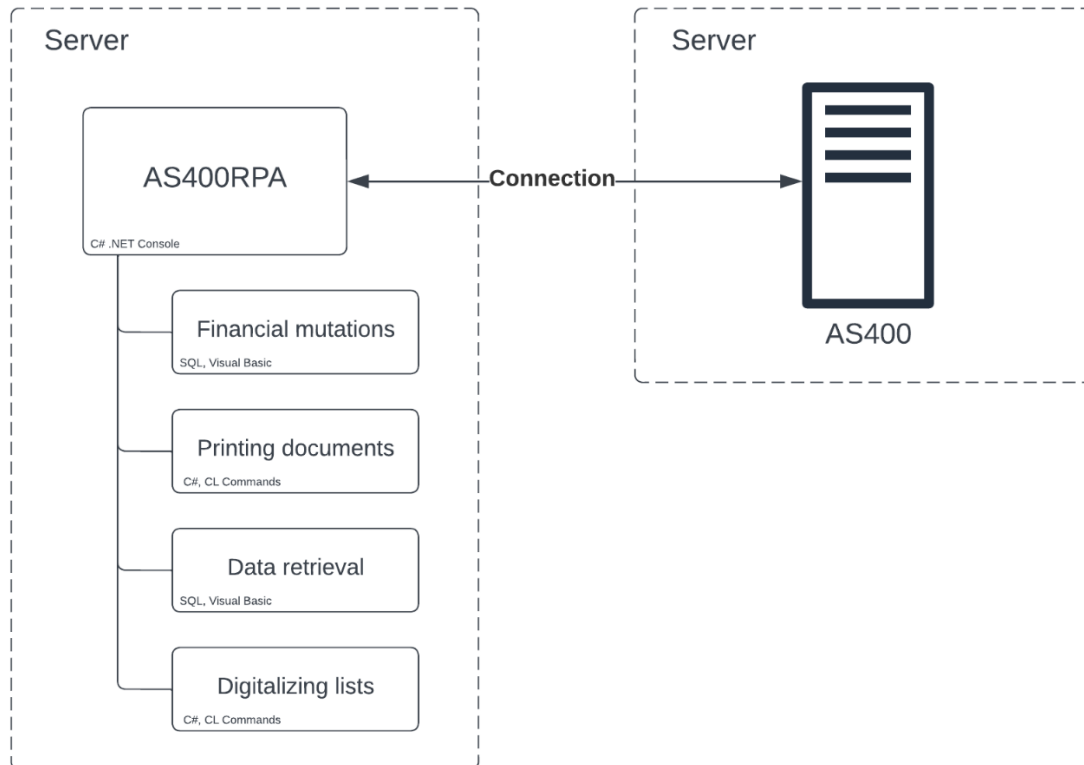 Server
AS400RPA
C# .NET Console
Financial mutations
SQL, Visual Basic
Printing documents
C#, CL Commands
Data retrieval
SQL, Visual Basic
Digitalizing lists
C#, CL Commands
Connection
Server
AS400